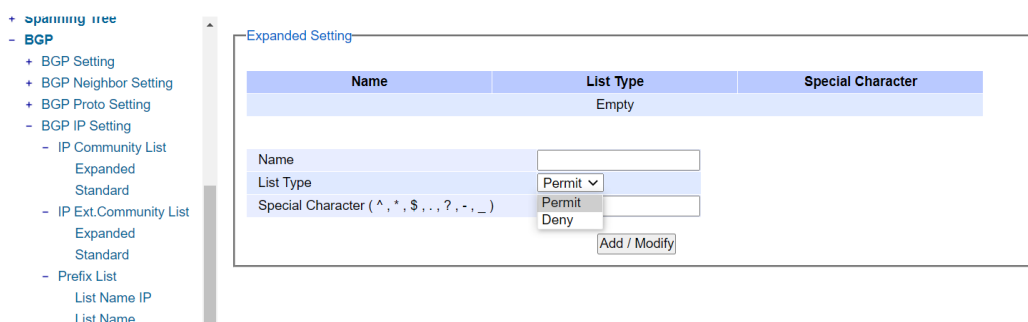 + Spanning Tree
- BGP
+ BGP Setting
+ BGP Neighbor Setting
+ BGP Proto Setting
- BGP IP Setting
- IP Community List
Expanded
Standard
- IP Ext.Community List
Expanded
Standard
- Prefix List
List Name IP
List Name
Expanded Setting
Name List Type Special Character
Empty
Name
List Type Permit
Permit
Deny
Special Character ( ^ , * , $ , . , ? , - , _ )
Add / Modify